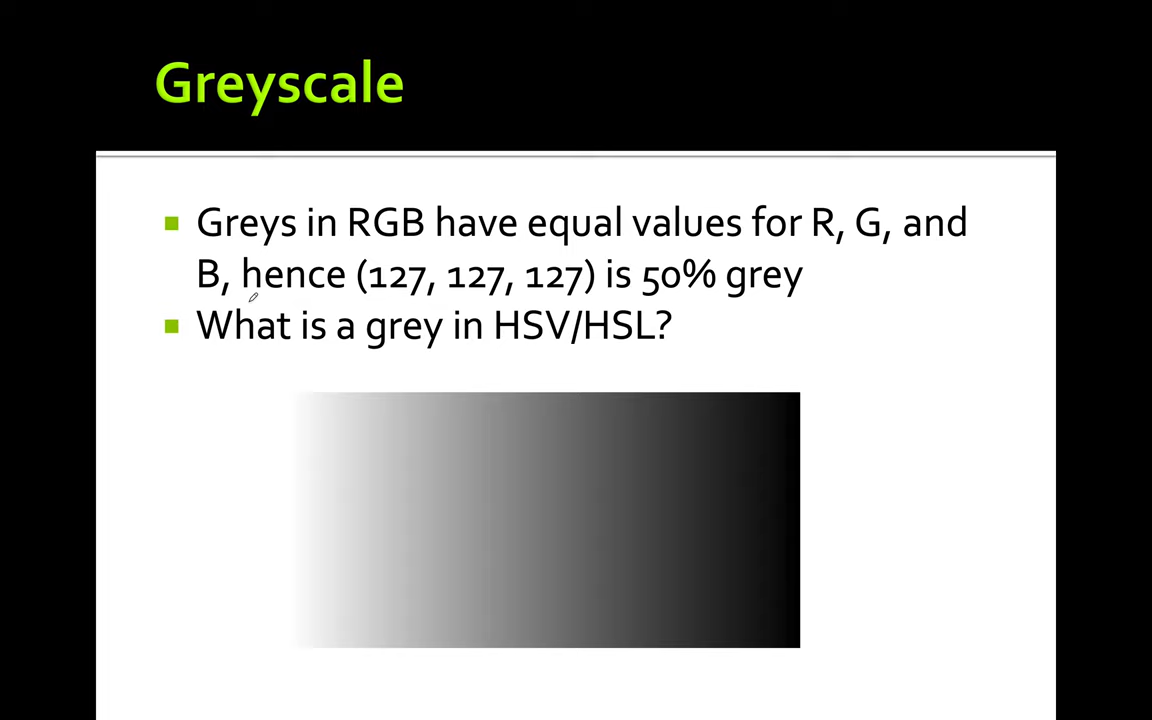 Greyscale
Greys in RGB have equal values for R, G, and
B, hence (127, 127, 127) is 50% grey
What is a grey in HSV/HSL?